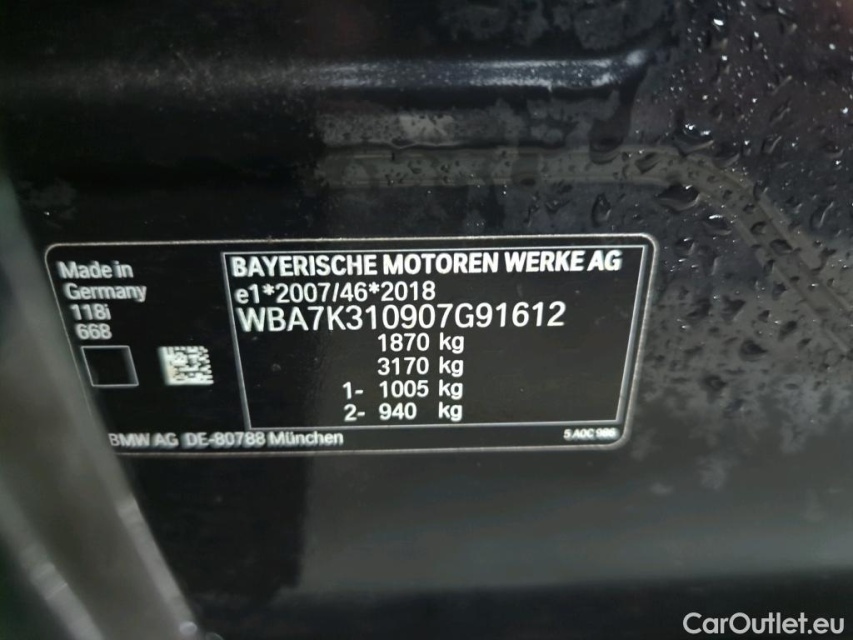 Made in
Germany
118i
668
BAYERISCHE MOTOREN WERKE AG
e1*2007/46*2018
WBA7K310907G91612
1870 kg
3170 kg
1- 1005 kg
2- 940 kg
BMW AG DE-80788 München
5 A0C 986
CarOutlet.eu